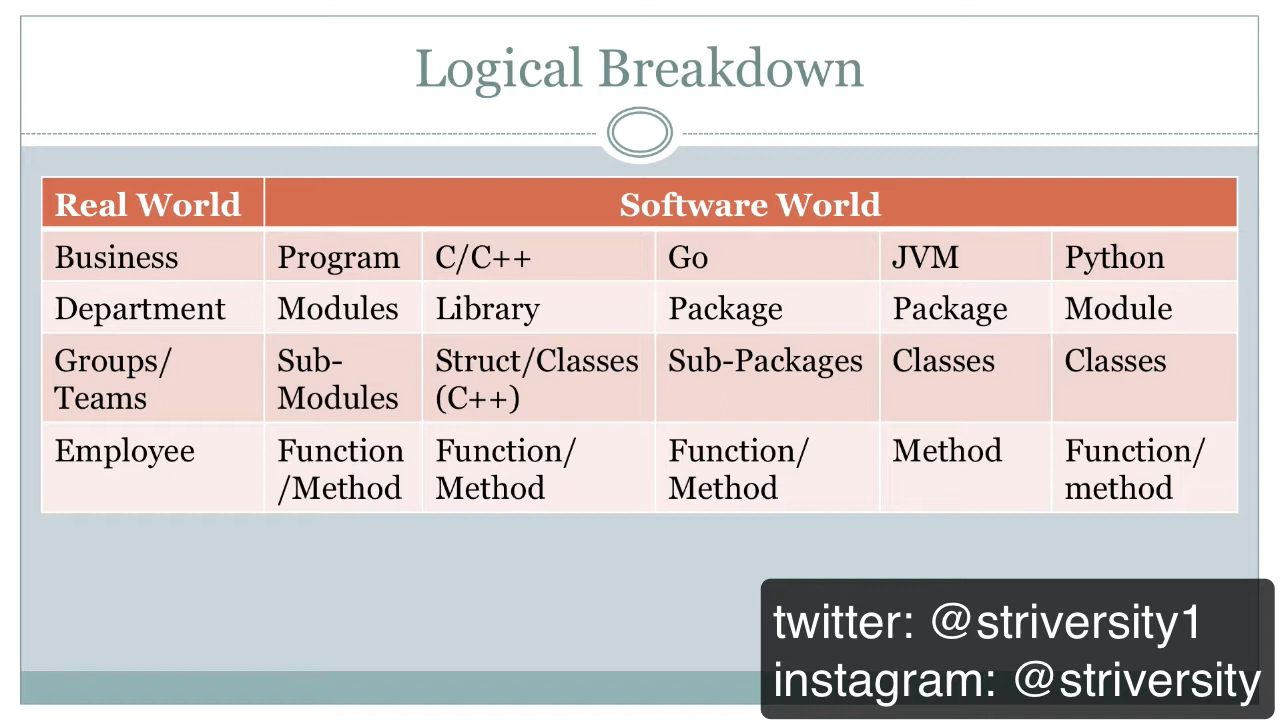 Logical Breakdown
Real World Software World
Business Program C/C++ Go JVM Python
Department Modules Library Package Package Module
Groups/ Sub- Struct/Classes Sub-Packages Classes Classes
Teams Modules (C++)
Employee Function Function/ Function/ Method Function/
/Method Method Method method
twitter: @striversity1
instagram: @striversity